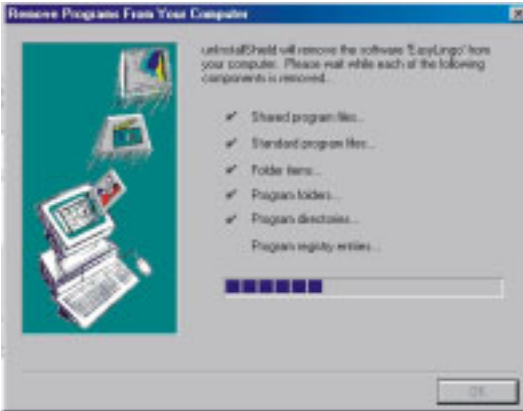 Remove Programs From Your Computer
unInstallShield will remove the software 'EasyLingo' from
your computer. Please wait while each of the following
components is removed...
Shared program files...
Standard program files...
Folder items...
Program folders...
Program directories...
Program registry entries...
OK